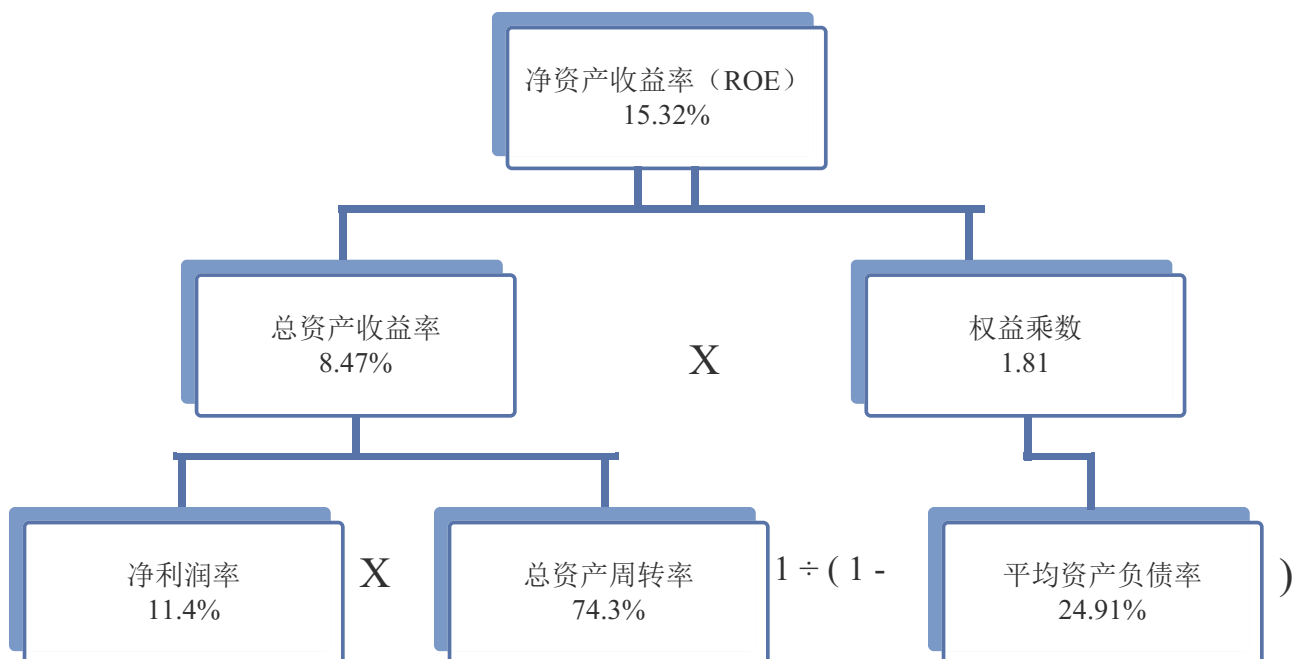 净资产收益率（ROE）
15.32%
总资产收益率
8.47%
X
权益乘数
1.81
净利润率
11.4%
X
总资产周转率
74.3%
1 ÷ ( 1 -
平均资产负债率
24.91%
)